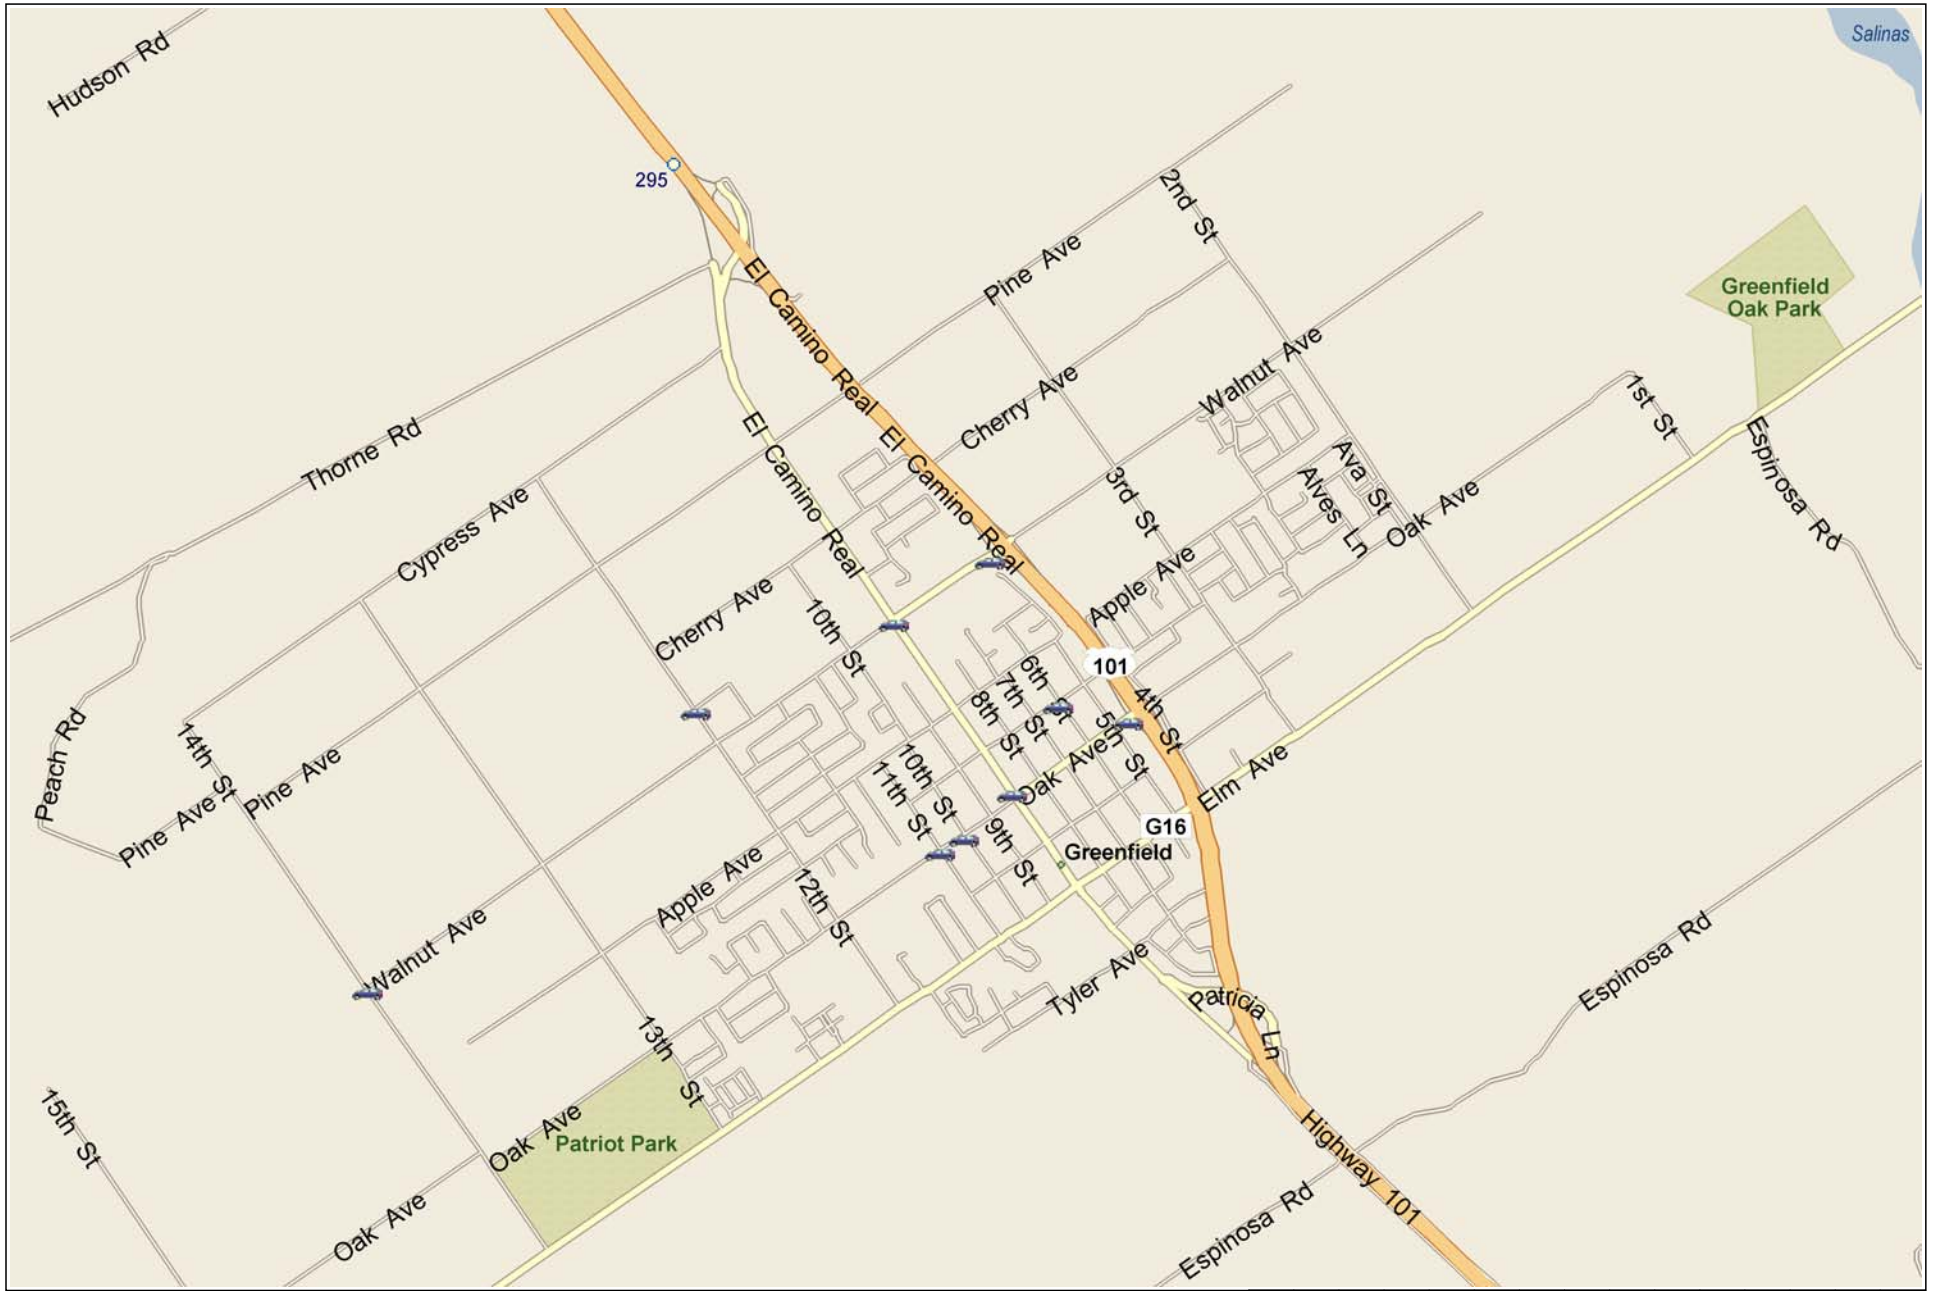 Hudson Rd
Salinas
295
2nd St
Pine Ave
El Camino Real
Greenfield
Oak Park
Walnut Ave
Cherry Ave
1st St
El Camino Real
El Camino Real
Thorne Rd
Espinosa Rd
Ava St
Alves Ln
3rd St
Oak Ave
Cypress Ave
Apple Ave
Cherry Ave
10th St
101
6th St
7th St
8th St
4th St
5th St
Peach Rd
14th St
Pine Ave
Pine Ave
Oak Ave
Elm Ave
10th St
11th St
9th St
G16
Greenfield
Apple Ave
12th St
Walnut Ave
Tyler Ave
Patricia Ln
Espinosa Rd
13th St
15th St
Oak Ave
Patriot Park
Highway 101
Oak Ave
Espinosa Rd